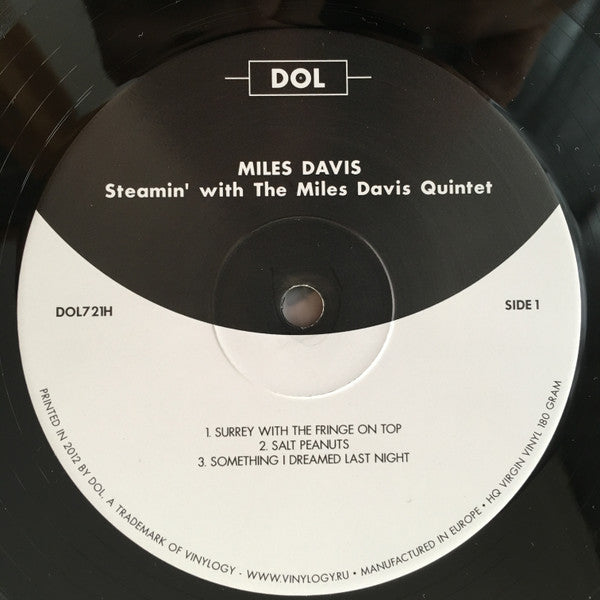 DOL
MILES DAVIS
Steamin' with The Miles Davis Quintet
DOL721H
SIDE 1
1. SURREY WITH THE FRINGE ON TOP
2. SALT PEANUTS
3. SOMETHING I DREAMED LAST NIGHT
PRINTED IN 2012 BY DOL, A TRADEMARK OF VINYLOGY - WWW.VINYLOGY.RU • MANUFACTURED IN EUROPE • HQ VIRGIN VINYL 180 GRAM